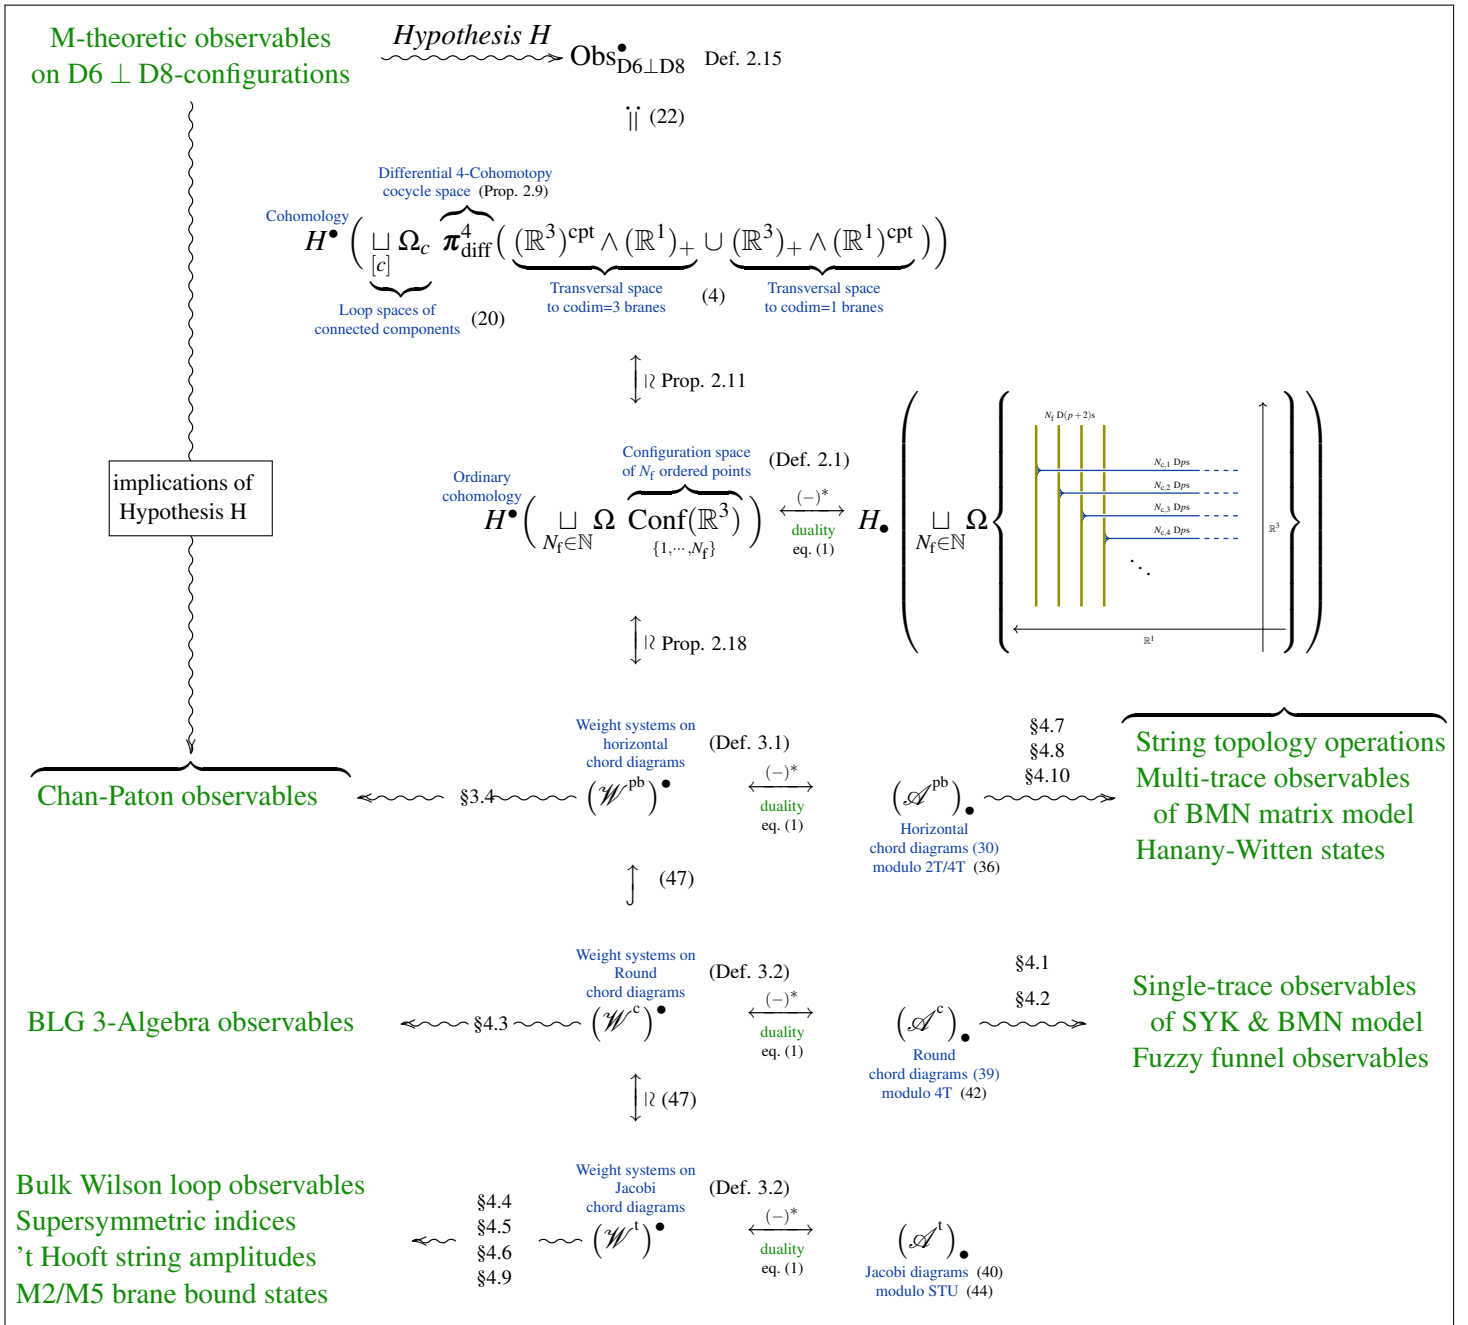 M-theoretic observables
on D6 ⊥ D8-configurations
Hypothesis H
Obs•D6⊥D8 Def. 2.15
(22)
Differential 4-Cohomotopy
cocycle space (Prop. 2.9)
Cohomology
H• ( ⊔[c] Ωc π⁴diff ( (ℝ³)cpt ∧ (ℝ¹)+ ∪ (ℝ³)+ ∧ (ℝ¹)cpt ) )
Loop spaces of
connected components
(20)
Transversal space
to codim=3 branes
(4)
Transversal space
to codim=1 branes
≃ Prop. 2.11
implications of
Hypothesis H
Ordinary
cohomology
Configuration space
of Nf ordered points
(Def. 2.1)
H• ( ⊔Nf∈ℕ Ω Conf(ℝ³) )
{1,⋯,Nf}
(−)*
duality
eq. (1)
H• ( ⊔Nf∈ℕ Ω {
Nf D(p+2)s
Nc,1 Dps
Nc,2 Dps
Nc,3 Dps
Nc,4 Dps
⋱
ℝ³
ℝ¹
} )
≃ Prop. 2.18
Chan-Paton observables
§3.4
Weight systems on
horizontal
chord diagrams
(Def. 3.1)
(𝒲pb)•
(−)*
duality
eq. (1)
(𝒜pb)•
Horizontal
chord diagrams (30)
modulo 2T/4T (36)
§4.7
§4.8
§4.10
String topology operations
Multi-trace observables
of BMN matrix model
Hanany-Witten states
(47)
BLG 3-Algebra observables
§4.3
Weight systems on
Round
chord diagrams
(Def. 3.2)
(𝒲c)•
(−)*
duality
eq. (1)
(𝒜c)•
Round
chord diagrams (39)
modulo 4T (42)
§4.1
§4.2
Single-trace observables
of SYK & BMN model
Fuzzy funnel observables
≃ (47)
Bulk Wilson loop observables
Supersymmetric indices
't Hooft string amplitudes
M2/M5 brane bound states
§4.4
§4.5
§4.6
§4.9
Weight systems on
Jacobi
chord diagrams
(Def. 3.2)
(𝒲t)•
(−)*
duality
eq. (1)
(𝒜t)•
Jacobi diagrams (40)
modulo STU (44)